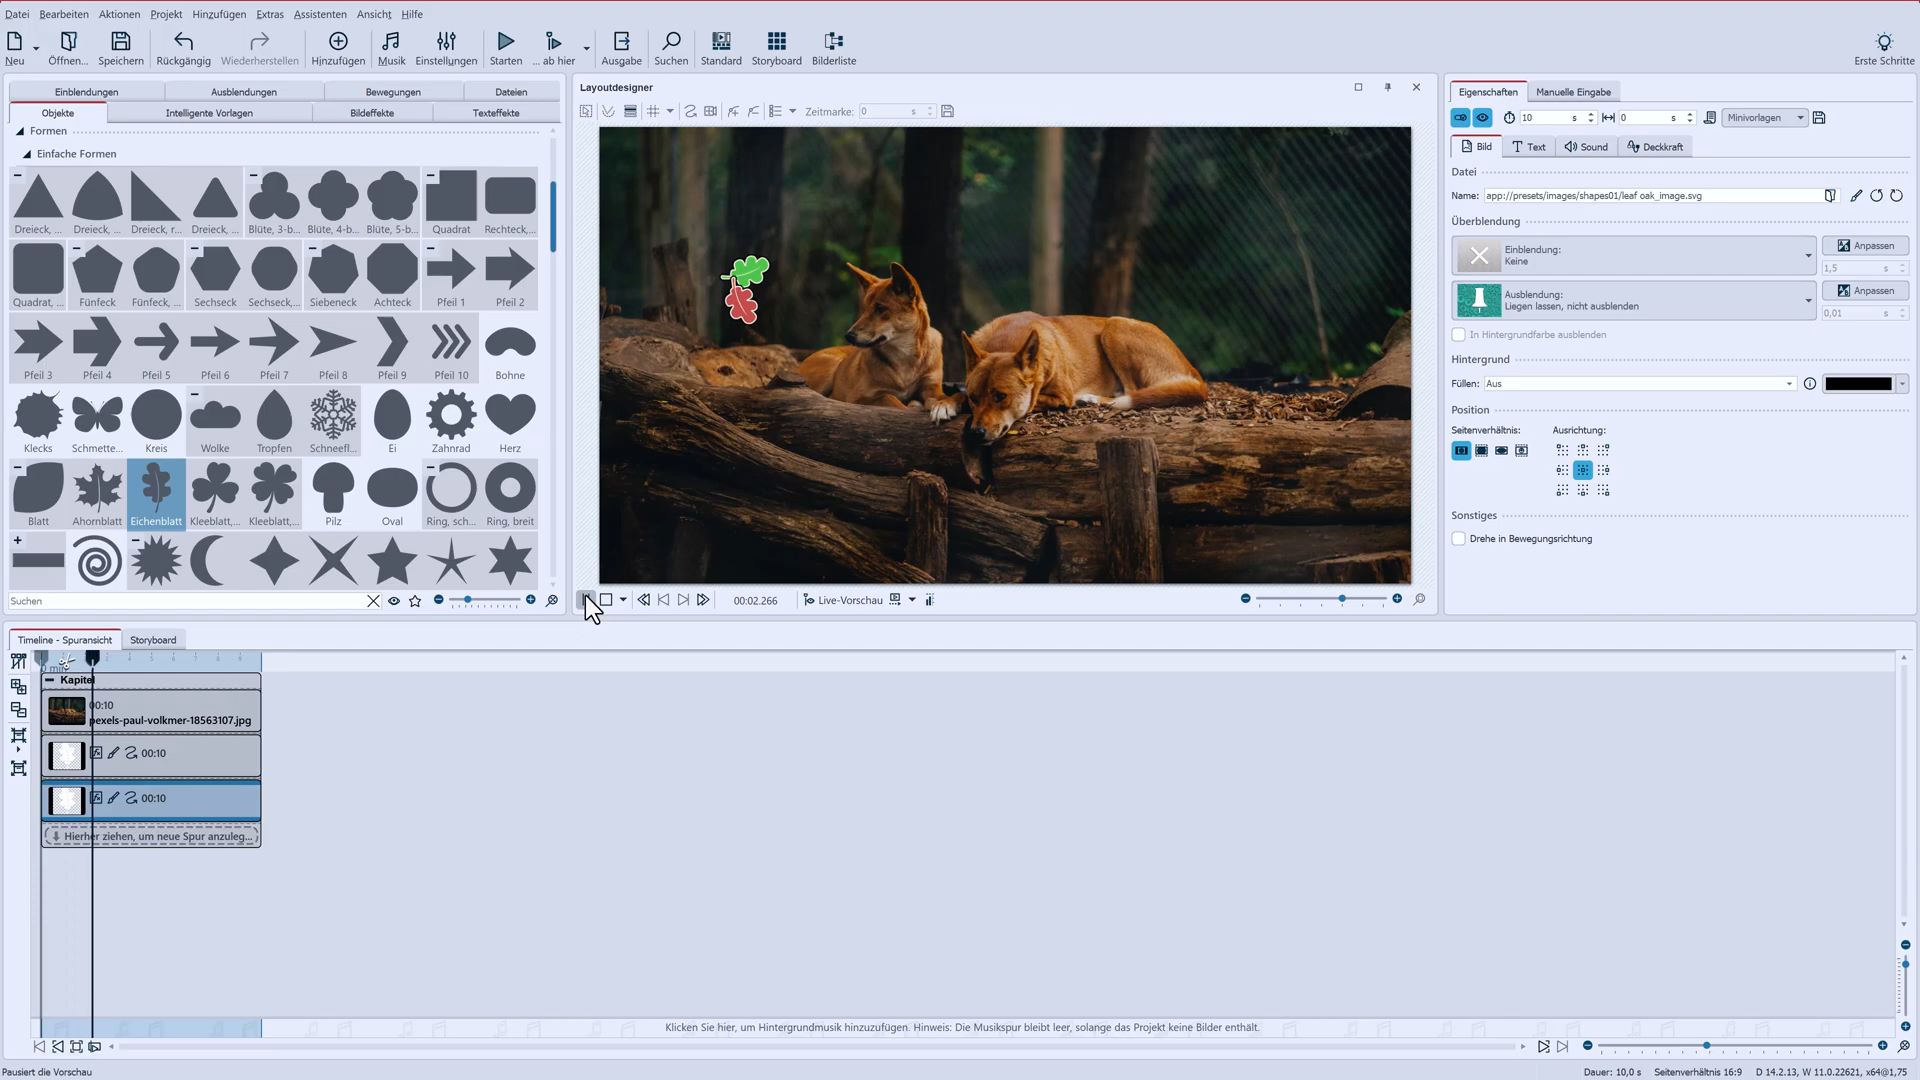 Datei Bearbeiten Aktionen Projekt Hinzufügen Extras Assistenten Ansicht Hilfe
Neu Öffnen... Speichern Rückgängig Wiederherstellen Hinzufügen Musik Einstellungen Starten ... ab hier Ausgabe Suchen Standard Storyboard Bilderliste Erste Schritte
Einblendungen Ausblendungen Bewegungen Dateien
Objekte Intelligente Vorlagen Bildeffekte Texteffekte
Formen
Einfache Formen
Dreieck, ... Dreieck, ... Dreieck, r... Dreieck, ... Blüte, 3-b... Blüte, 4-b... Blüte, 5-b... Quadrat Rechteck,...
Quadrat, ... Fünfeck Fünfeck, ... Sechseck Sechseck,... Siebeneck Achteck Pfeil 1 Pfeil 2
Pfeil 3 Pfeil 4 Pfeil 5 Pfeil 6 Pfeil 7 Pfeil 8 Pfeil 9 Pfeil 10 Bohne
Klecks Schmette... Kreis Wolke Tropfen Schneefl... Ei Zahnrad Herz
Blatt Ahornblatt Eichenblatt Kleeblatt,... Kleeblatt,... Pilz Oval Ring, sch... Ring, breit
Suchen
Layoutdesigner
Zeitmarke: 0 s
00:02.266 Live-Vorschau
Eigenschaften Manuelle Eingabe
10 s 0 s Minivorlagen
Bild Text Sound Deckkraft
Datei
Name: app://presets/images/shapes01/leaf oak_image.svg
Überblendung
Einblendung:
Keine
Anpassen
1,5 s
Ausblendung:
Liegen lassen, nicht ausblenden
Anpassen
0,01 s
In Hintergrundfarbe ausblenden
Hintergrund
Füllen: Aus
Position
Seitenverhältnis: Ausrichtung:
Sonstiges
Drehe in Bewegungsrichtung
Timeline - Spuransicht Storyboard
0 min
Kapitel
00:10
pexels-paul-volkmer-18563107.jpg
00:10
00:10
Hierher ziehen, um neue Spur anzuleg...
Klicken Sie hier, um Hintergrundmusik hinzuzufügen. Hinweis: Die Musikspur bleibt leer, solange das Projekt keine Bilder enthält.
Pausiert die Vorschau
Dauer: 10,0 s Seitenverhältnis 16:9 D 14.2.13, W 11.0.22621, x64@1,75